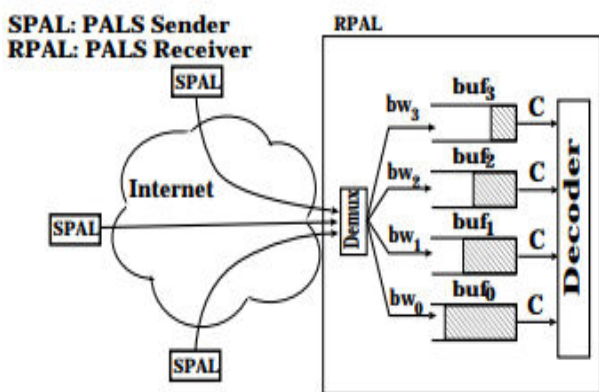 SPAL: PALS Sender
RPAL: PALS Receiver
RPAL
SPAL
Internet
SPAL
SPAL
Demux
bw3
bw2
bw1
bw0
buf3
C
buf2
C
buf1
C
buf0
C
Decoder